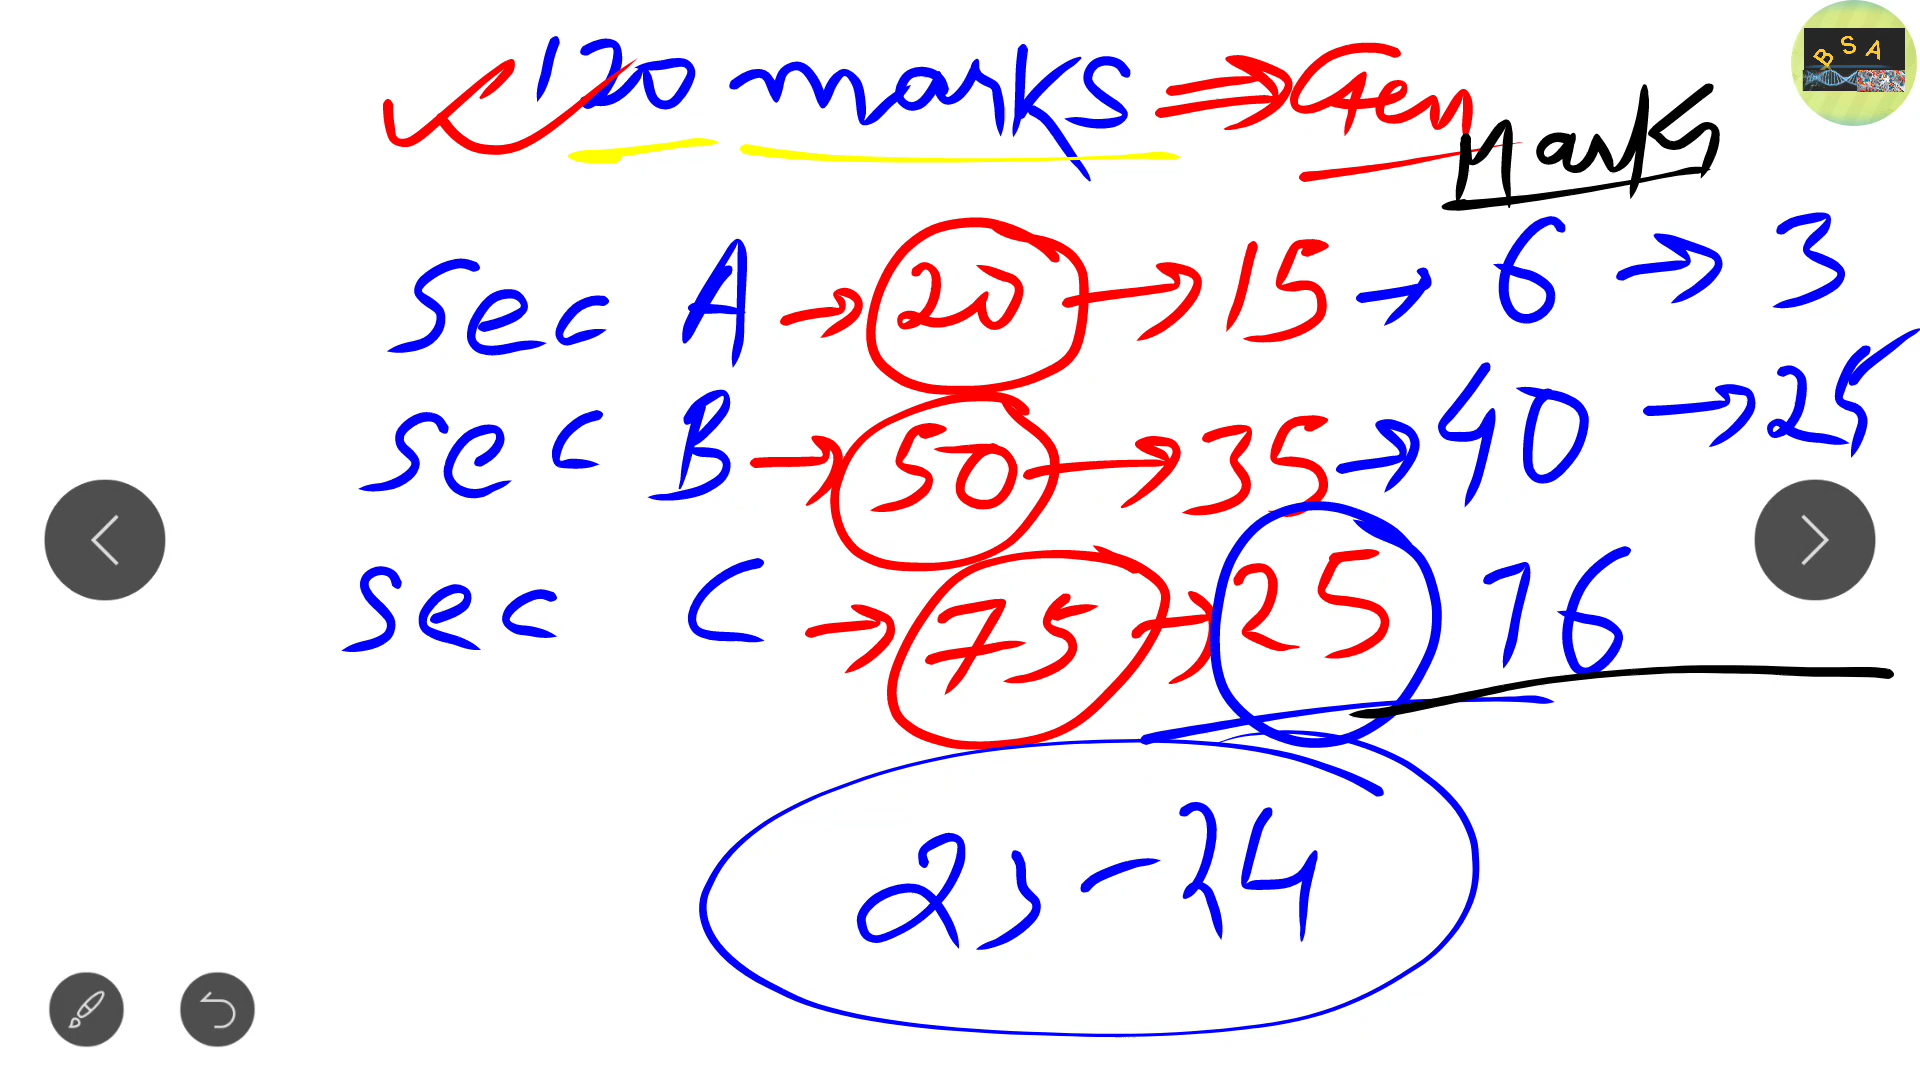 BSA
120 marks ⇒ Gen
Marks
Sec A → 20 → 15 → 6 → 3
Sec B → 50 → 35 → 40 → 25
Sec C → 75 → 25 76
23-24